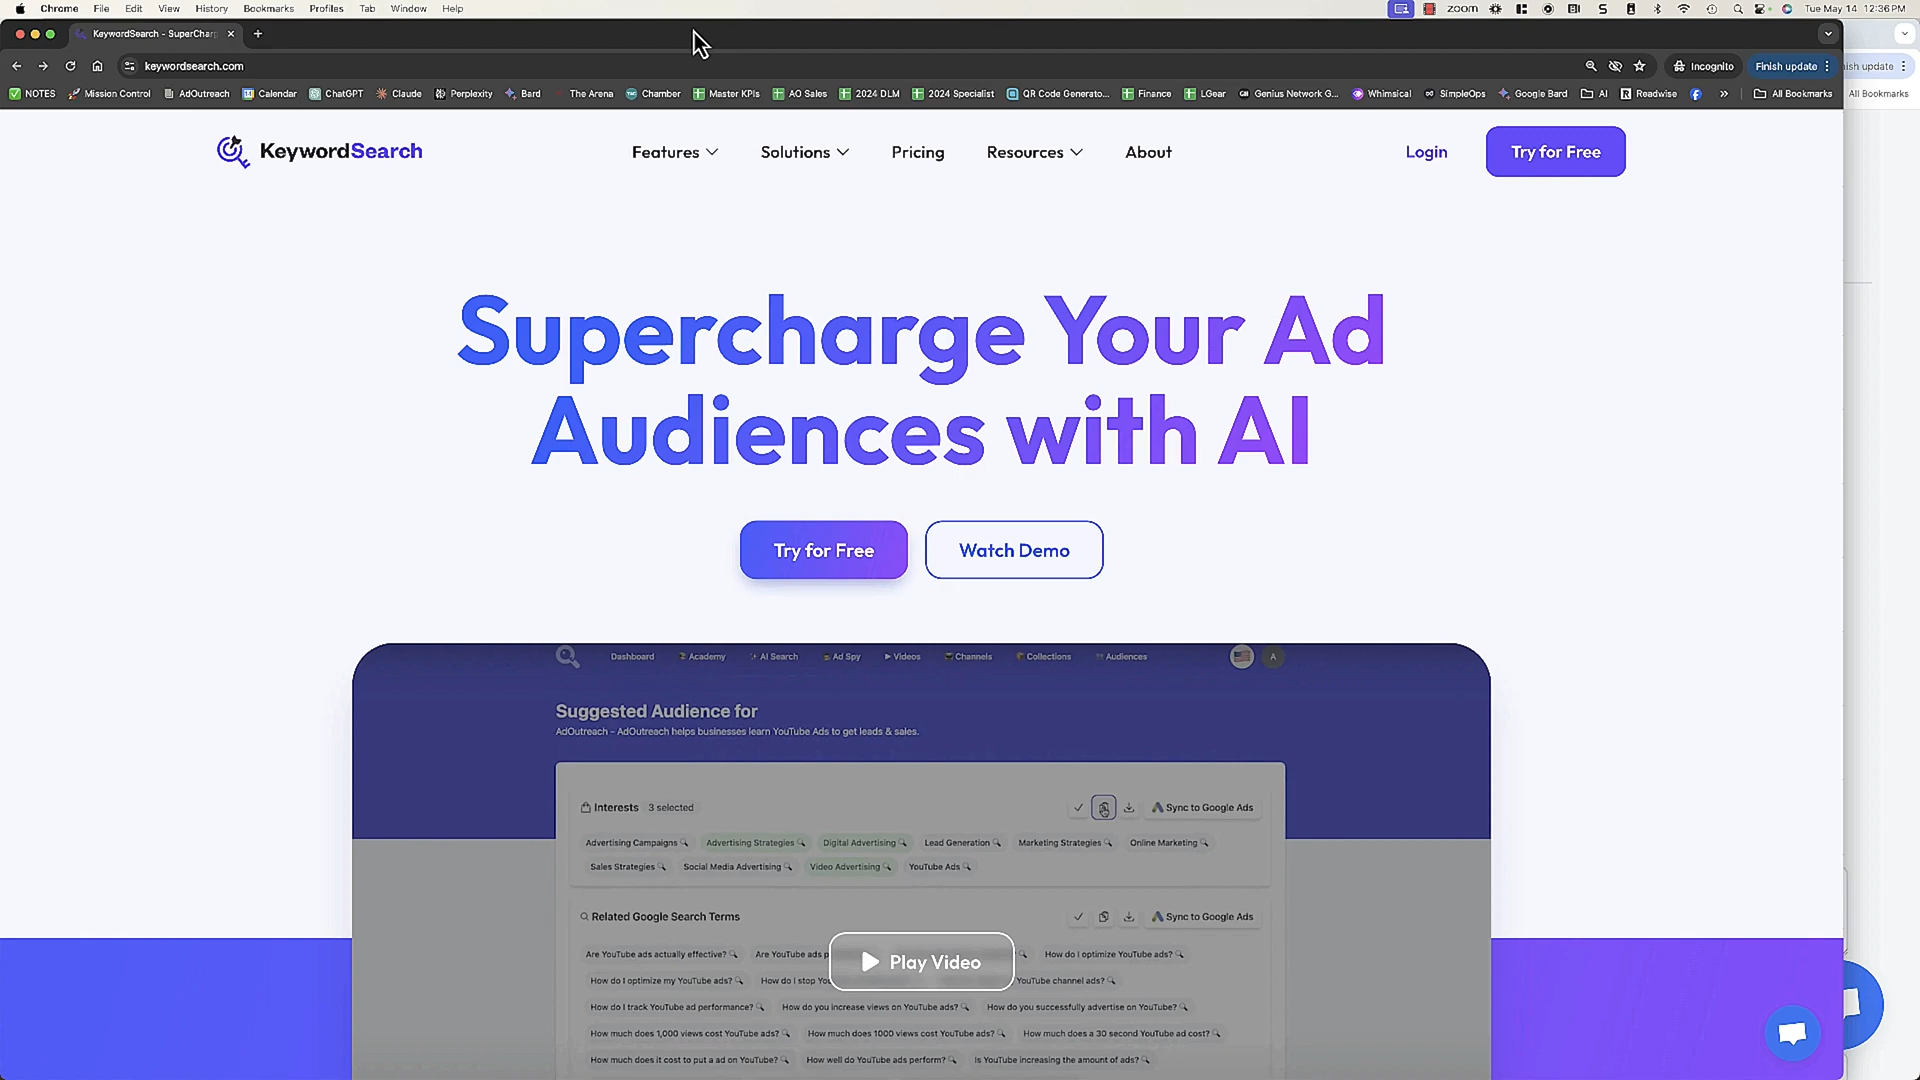 Chrome File Edit View History Bookmarks Profiles Tab Window Help zoom Tue May 14 12:36 PM
KeywordSearch - SuperCharg
keywordsearch.com Incognito Finish update ish update
NOTES Mission Control AdOutreach Calendar ChatGPT Claude Perplexity Bard The Arena Chamber Master KPIs AO Sales 2024 DLM 2024 Specialist QR Code Generato... Finance LGear Genius Network G... Whimsical SimpleOps Google Bard AI Readwise All Bookmarks All Bookmarks
KeywordSearch Features Solutions Pricing Resources About Login Try for Free
Supercharge Your Ad
Audiences with AI
Try for Free Watch Demo
Dashboard Academy AI Search Ad Spy Videos Channels Collections Audiences A
Suggested Audience for
AdOutreach - AdOutreach helps businesses learn YouTube Ads to get leads & sales.
Interests 3 selected Sync to Google Ads
Advertising Campaigns Advertising Strategies Digital Advertising Lead Generation Marketing Strategies Online Marketing
Sales Strategies Social Media Advertising Video Advertising YouTube Ads
Related Google Search Terms Sync to Google Ads
Are YouTube ads actually effective? Are YouTube ads p How do I optimize YouTube ads?
How do I optimize my YouTube ads? How do I stop You YouTube channel ads?
Play Video
How do I track YouTube ad performance? How do you increase views on YouTube ads? How do you successfully advertise on YouTube?
How much does 1,000 views cost YouTube ads? How much does 1000 views cost YouTube ads? How much does a 30 second YouTube ad cost?
How much does it cost to put a ad on YouTube? How well do YouTube ads perform? Is YouTube increasing the amount of ads?